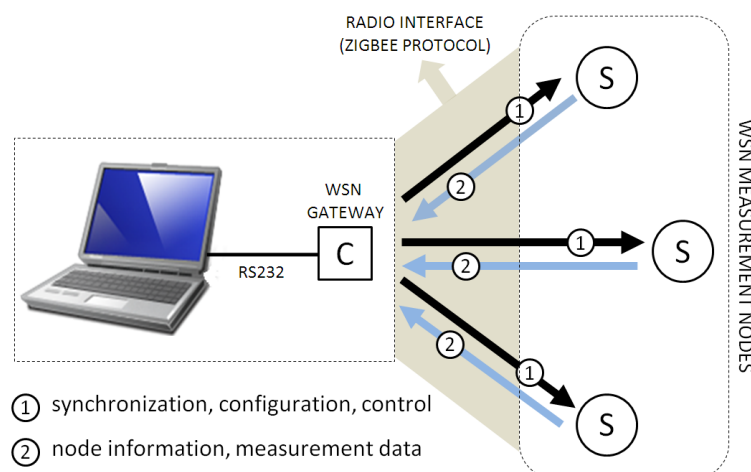 RADIO INTERFACE
(ZIGBEE PROTOCOL)
S
1
2
WSN
GATEWAY
C
RS232
1
2
S
WSN MEASUREMENT NODES
2
1
S
1 synchronization, configuration, control
2 node information, measurement data